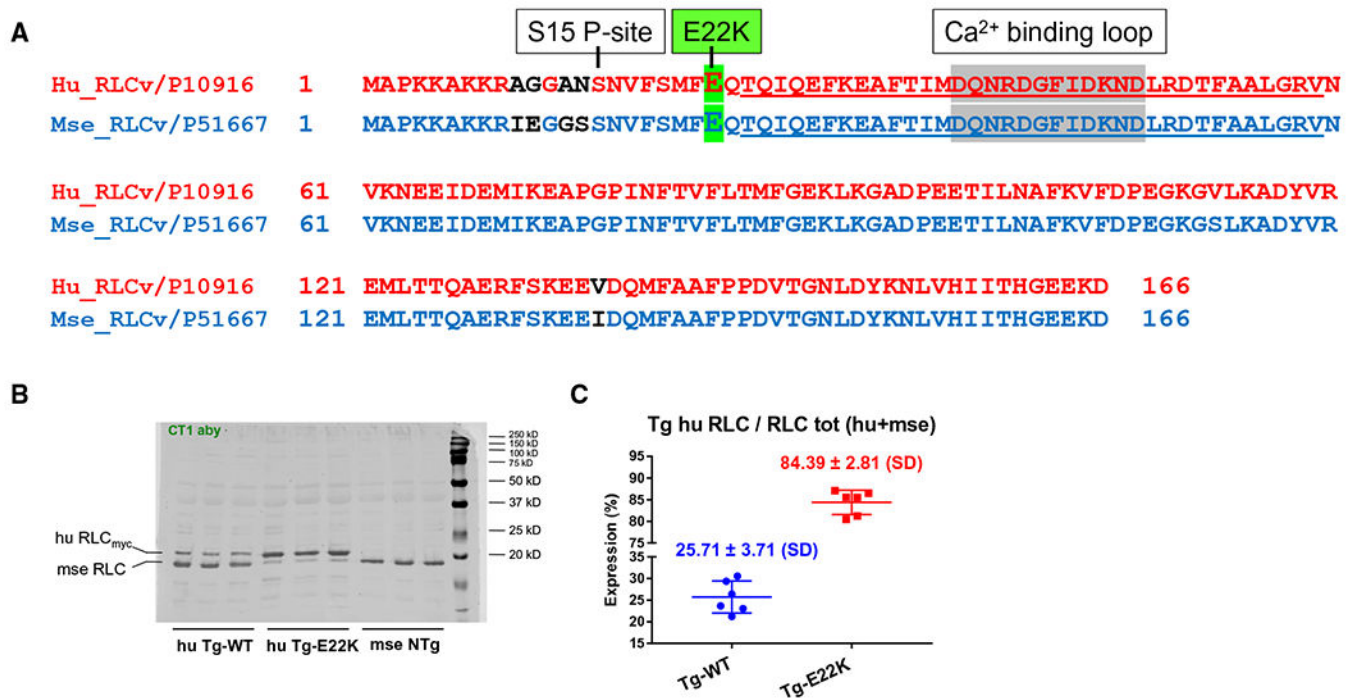 A
S15 P-site E22K Ca²⁺ binding loop
Hu_RLCv/P10916 1 MAPKKAKKRAGGANSNVFSMFEQTQIQEFKEAFTIMDQNRDGFIDKNDLRDTFAALGRVN
Mse_RLCv/P51667 1 MAPKKAKKRIEGGSSNVFSMFEQTQIQEFKEAFTIMDQNRDGFIDKNDLRDTFAALGRVN
Hu_RLCv/P10916 61 VKNEEIDEMIKEAPGPINFTVFLTMFGEKLKGADPEETILNAFKVFDPEGKGVLKADYVR
Mse_RLCv/P51667 61 VKNEEIDEMIKEAPGPINFTVFLTMFGEKLKGADPEETILNAFKVFDPEGKGSLKADYVR
Hu_RLCv/P10916 121 EMLTTQAERFSKEEVDQMFAAFPPDVTGNLDYKNLVHIITHGEEKD 166
Mse_RLCv/P51667 121 EMLTTQAERFSKEEIDQMFAAFPPDVTGNLDYKNLVHIITHGEEKD 166
B
CT1 aby
250 kD
150 kD
100 kD
75 kD
50 kD
37 kD
25 kD
20 kD
hu RLCmyc
mse RLC
hu Tg-WT hu Tg-E22K mse NTg
C
Tg hu RLC / RLC tot (hu+mse)
84.39 ± 2.81 (SD)
25.71 ± 3.71 (SD)
Expression (%)
95
90
85
80
75
30
25
20
15
Tg-WT
Tg-E22K